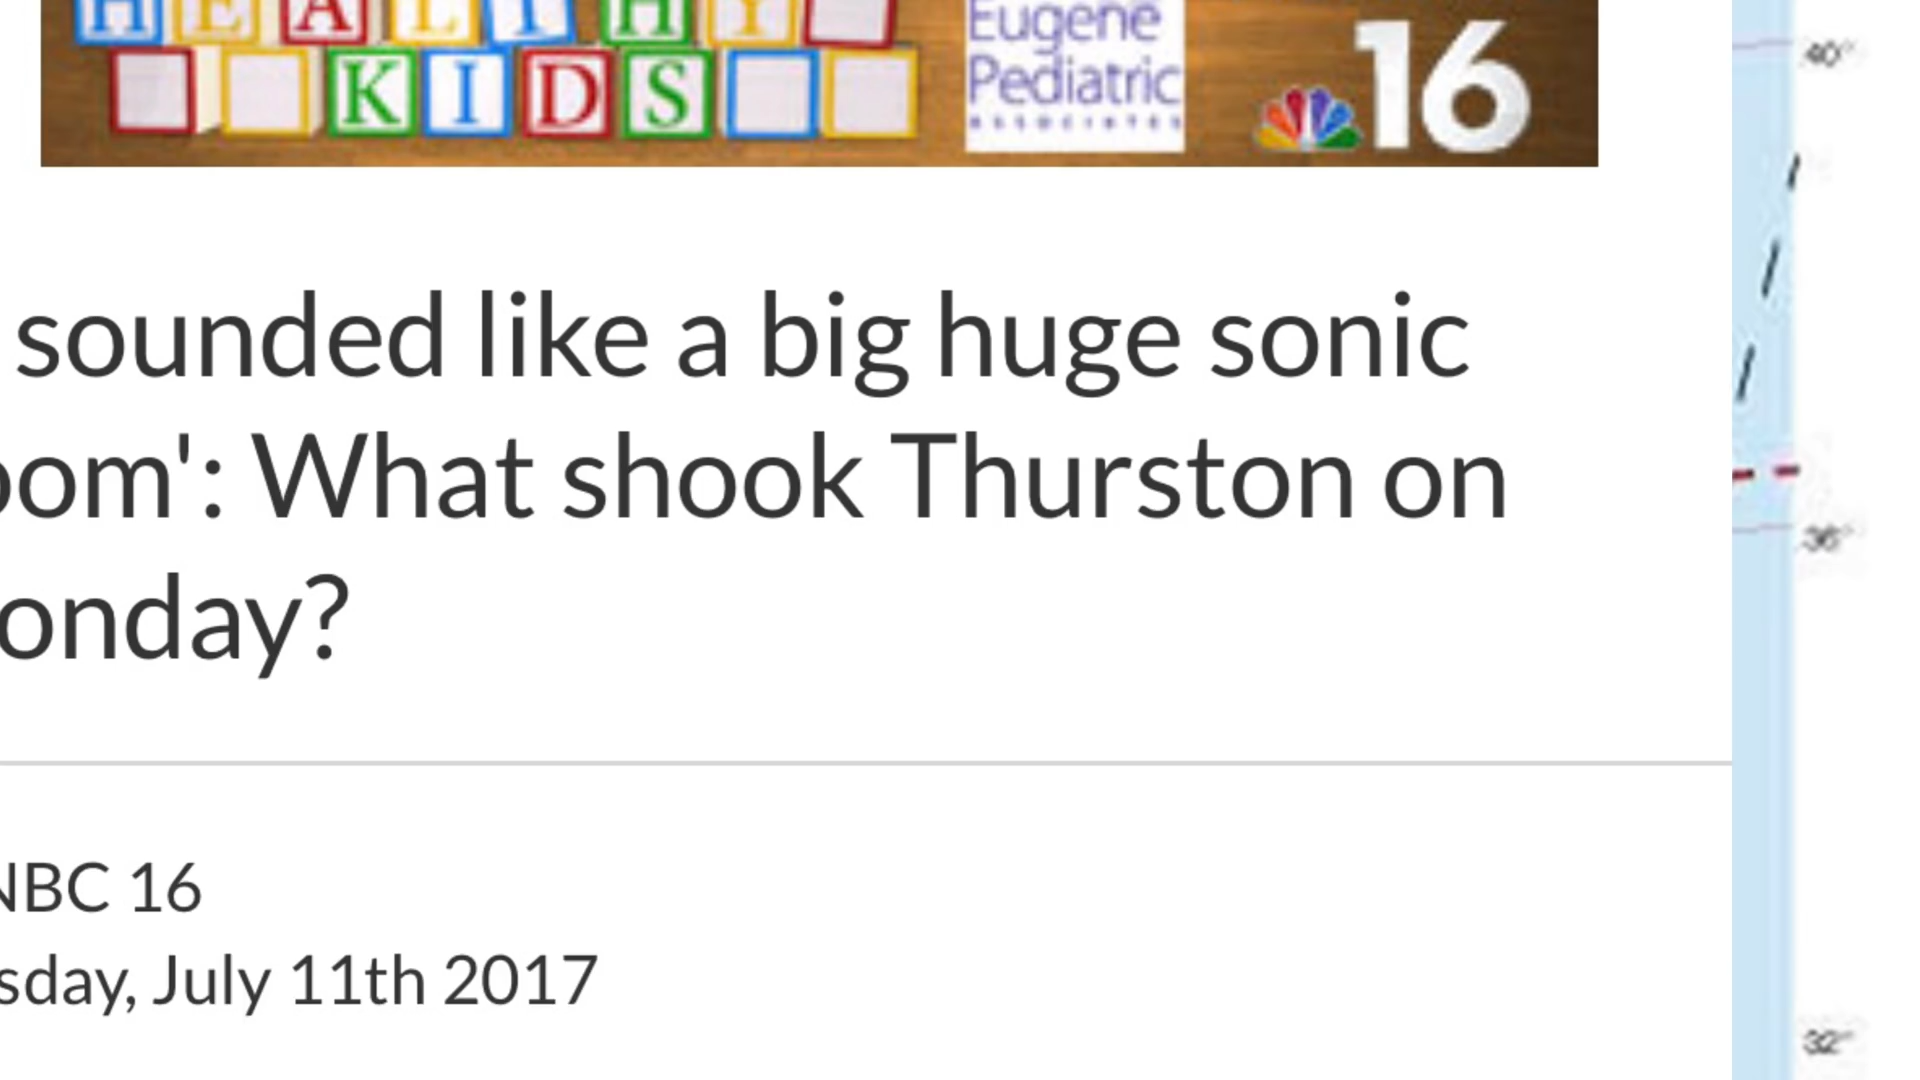 HEALTHY
KIDS
Eugene
Pediatric
ASSOCIATES
16
sounded like a big huge sonic
oom': What shook Thurston on
onday?
NBC 16
sday, July 11th 2017
40°
36°
32°